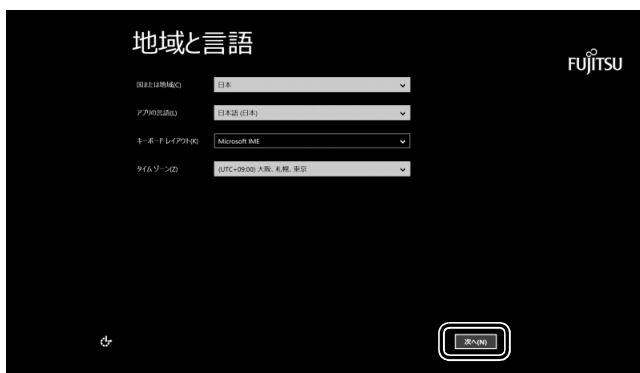 地域と言語
FUJITSU
国または地域(C)
日本
アプリの言語(L)
日本語 (日本)
キーボード レイアウト(K)
Microsoft IME
タイム ゾーン(Z)
(UTC+09:00) 大阪、札幌、東京
次へ(N)